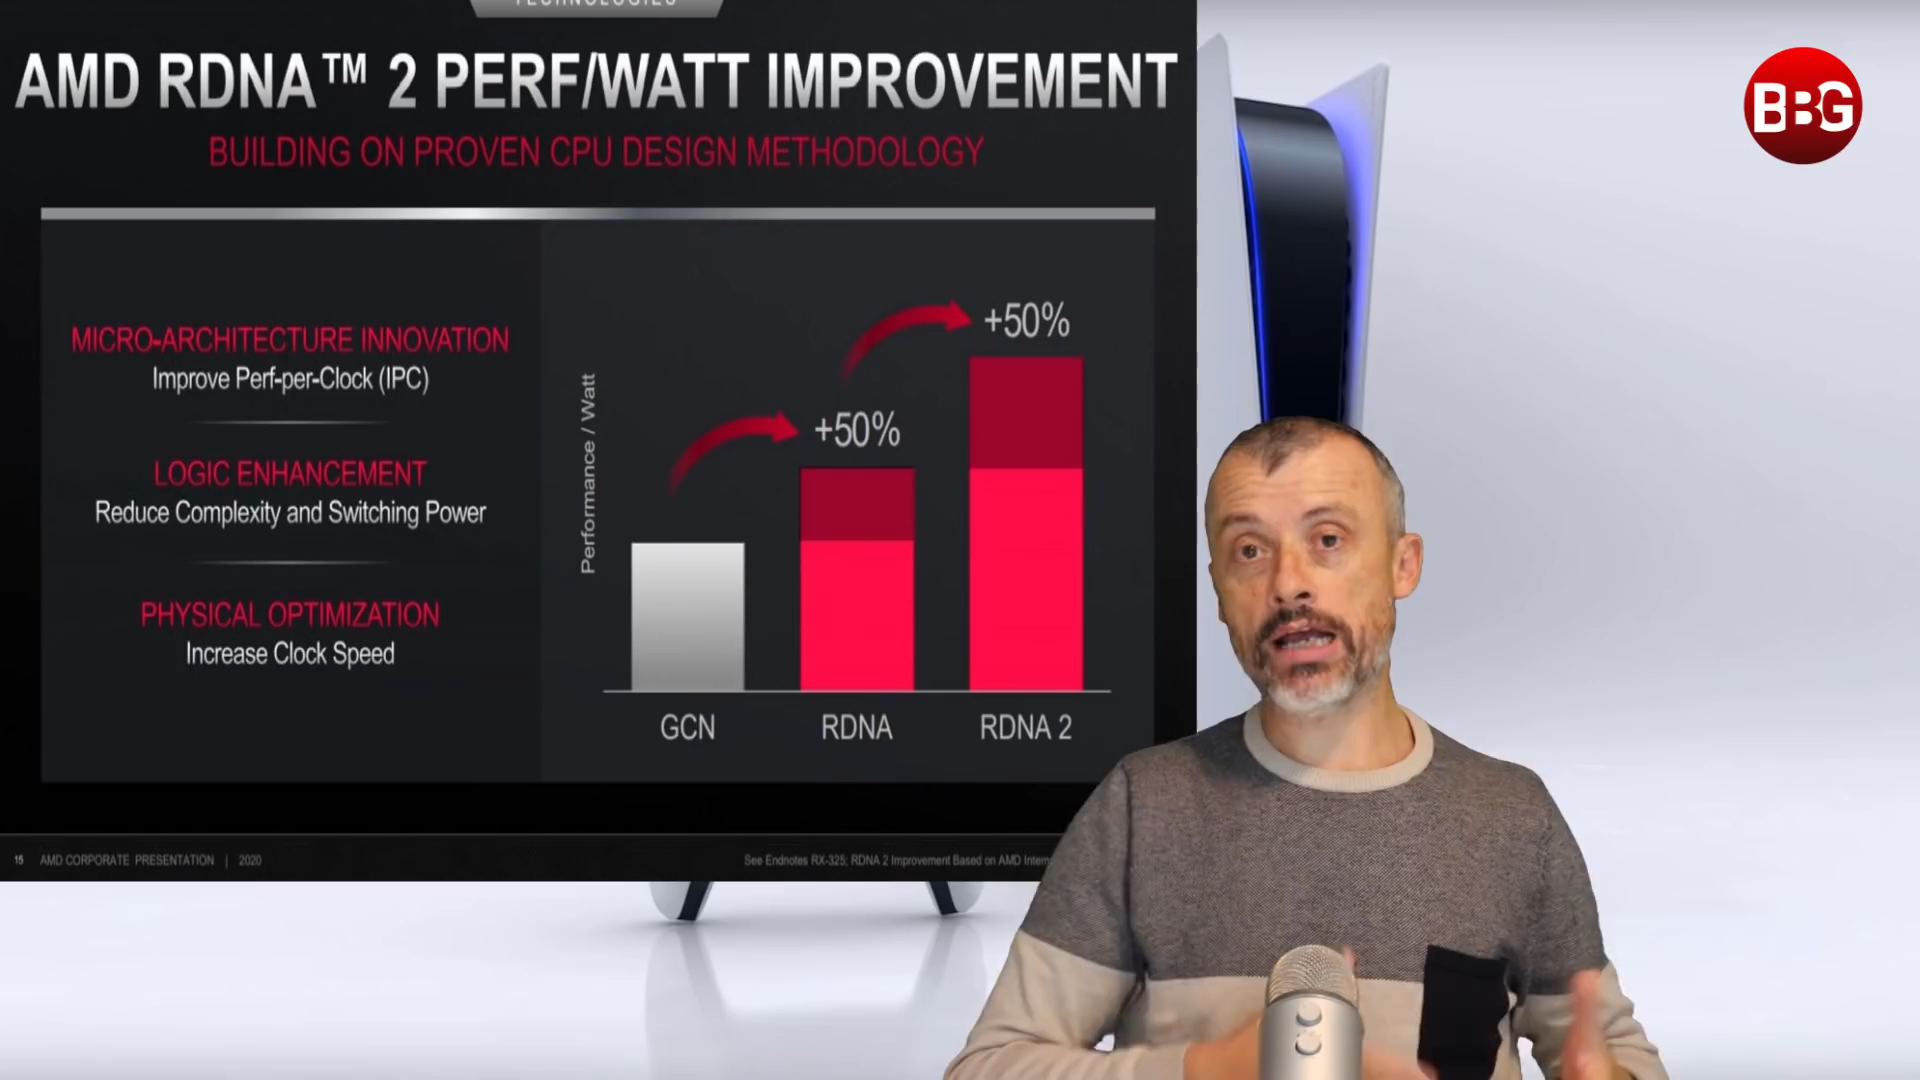 TECHNOLOGIES
AMD RDNA™ 2 PERF/WATT IMPROVEMENT
BUILDING ON PROVEN CPU DESIGN METHODOLOGY
MICRO-ARCHITECTURE INNOVATION
Improve Perf-per-Clock (IPC)
LOGIC ENHANCEMENT
Reduce Complexity and Switching Power
PHYSICAL OPTIMIZATION
Increase Clock Speed
Performance / Watt
+50%
+50%
GCN
RDNA
RDNA 2
15 AMD CORPORATE PRESENTATION | 2020
See Endnotes RX-325; RDNA 2 Improvement Based on AMD
BBG